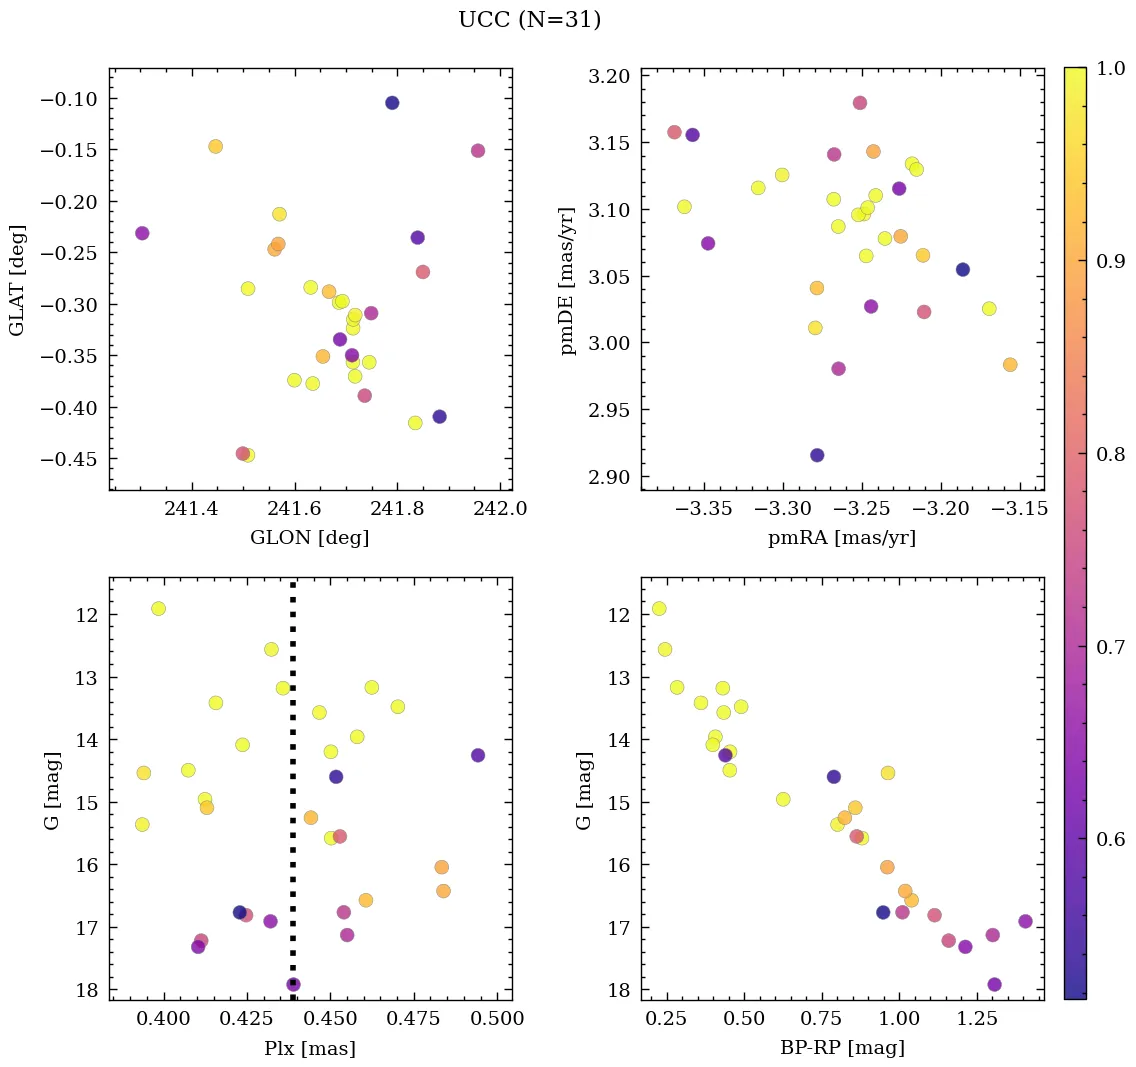 UCC (N=31)
−0.10
−0.15
−0.20
−0.25
−0.30
−0.35
−0.40
−0.45
GLAT [deg]
241.4 241.6 241.8 242.0
GLON [deg]
3.20
3.15
3.10
3.05
3.00
2.95
2.90
pmDE [mas/yr]
−3.35 −3.30 −3.25 −3.20 −3.15
pmRA [mas/yr]
12
13
14
15
16
17
18
G [mag]
0.400 0.425 0.450 0.475 0.500
Plx [mas]
12
13
14
15
16
17
18
G [mag]
0.25 0.50 0.75 1.00 1.25
BP-RP [mag]
1.0
0.9
0.8
0.7
0.6